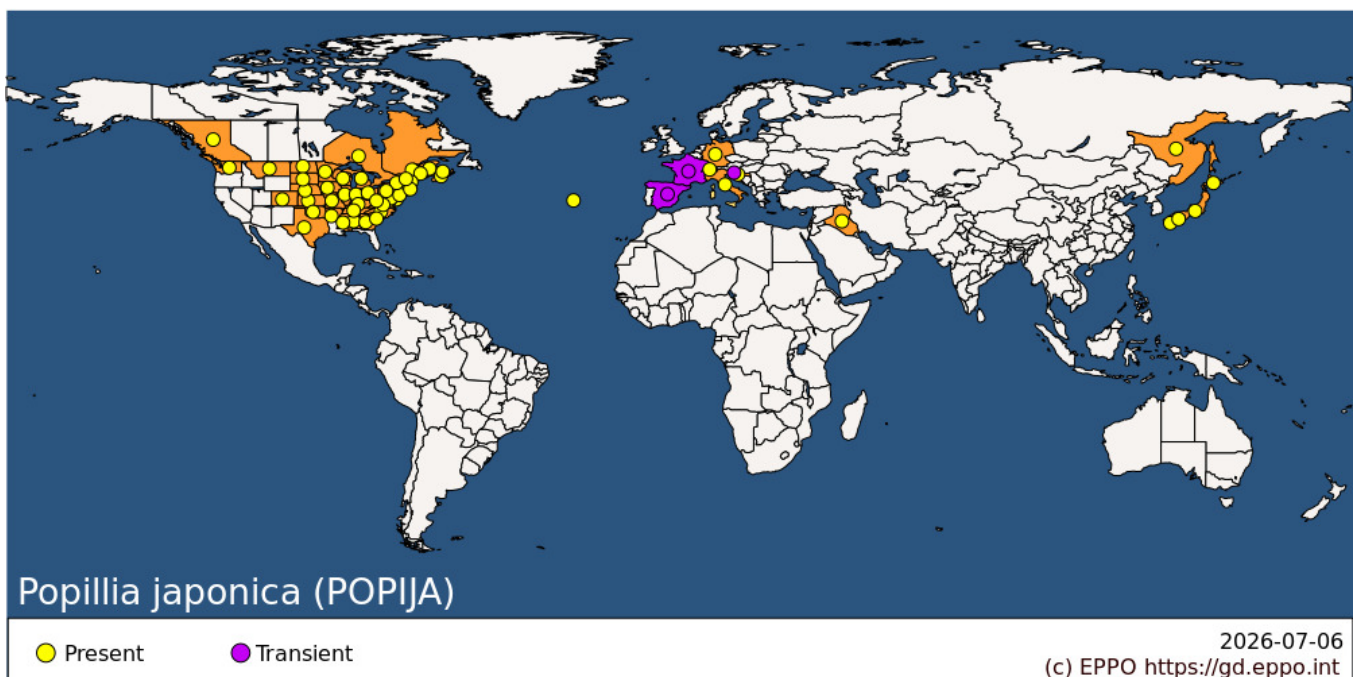 Popillia japonica (POPIJA)
Present
Transient
2026-07-06
(c) EPPO https://gd.eppo.int